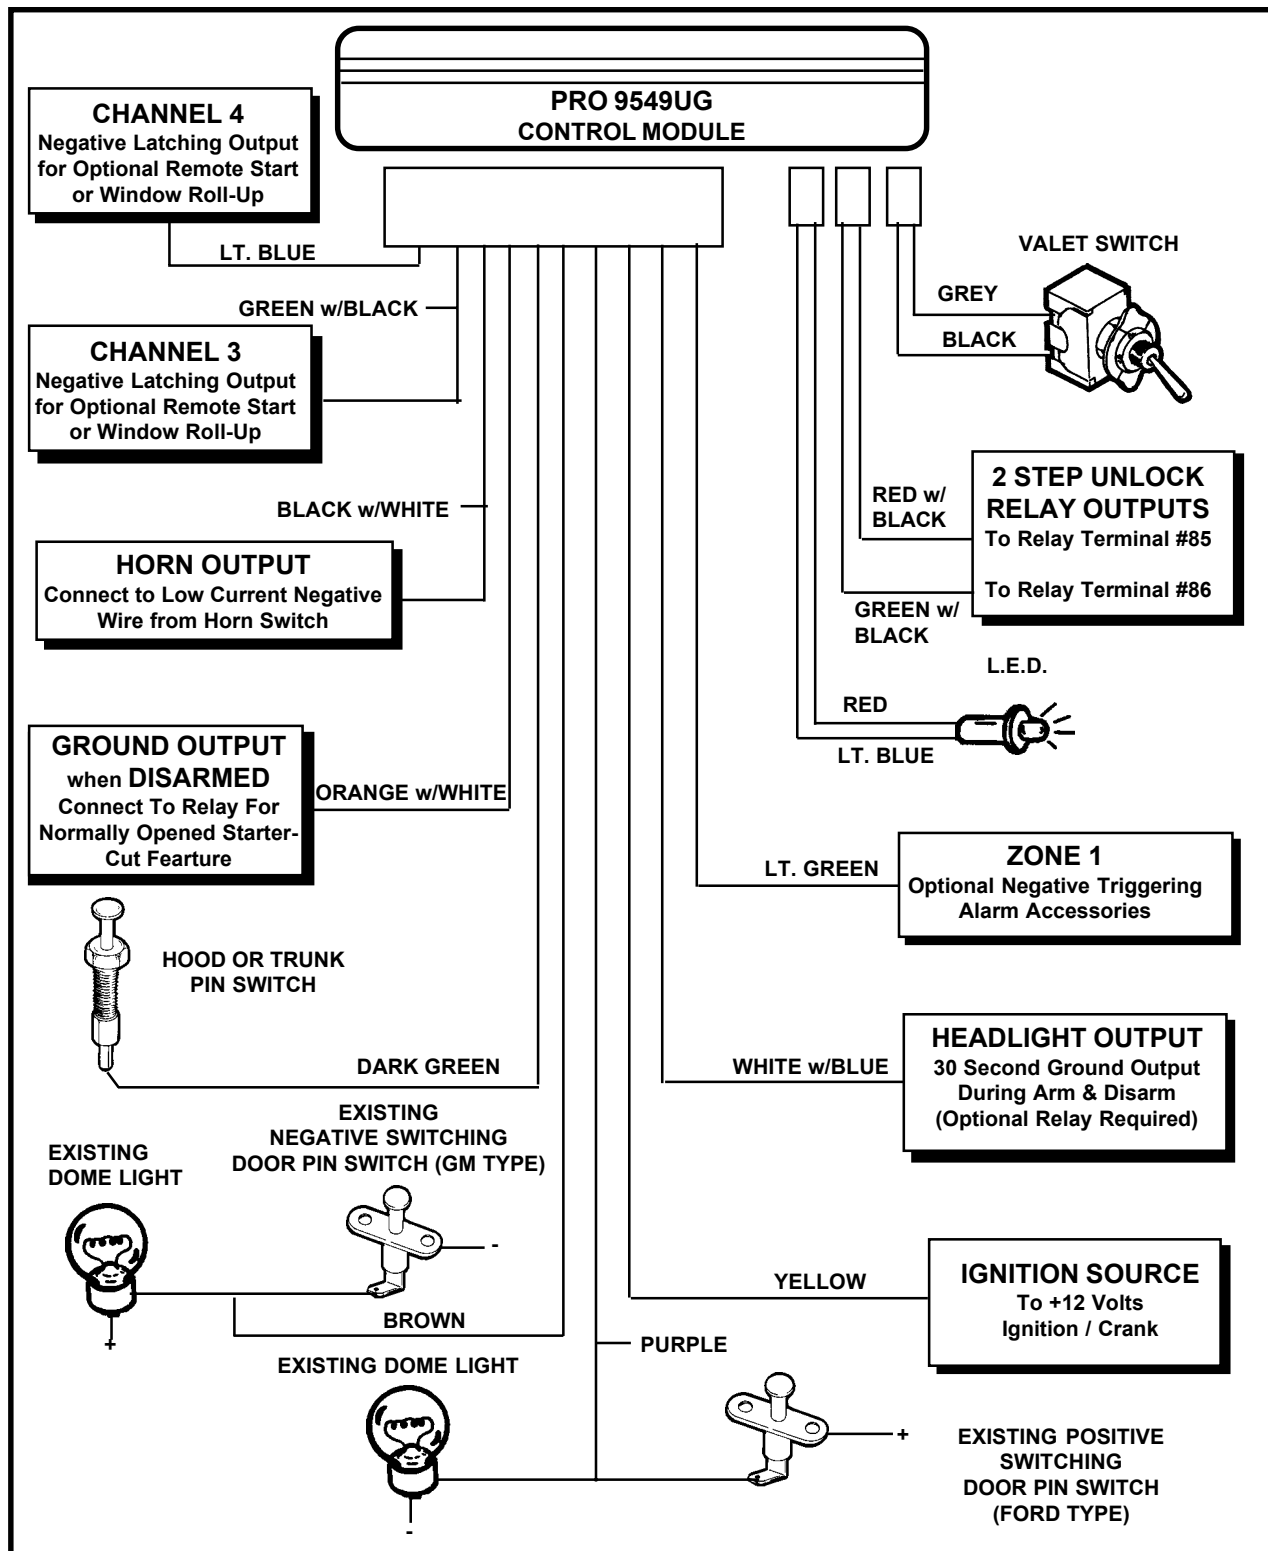 PRO 9549UG
CONTROL MODULE
CHANNEL 4
Negative Latching Output
for Optional Remote Start
or Window Roll-Up
LT. BLUE
GREEN w/BLACK
CHANNEL 3
Negative Latching Output
for Optional Remote Start
or Window Roll-Up
BLACK w/WHITE
HORN OUTPUT
Connect to Low Current Negative
Wire from Horn Switch
GROUND OUTPUT
when DISARMED
Connect To Relay For
Normally Opened Starter-
Cut Fearture
ORANGE w/WHITE
HOOD OR TRUNK
PIN SWITCH
DARK GREEN
EXISTING
NEGATIVE SWITCHING
DOOR PIN SWITCH (GM TYPE)
EXISTING
DOME LIGHT
-
+
BROWN
EXISTING DOME LIGHT
-
PURPLE
+
EXISTING POSITIVE
SWITCHING
DOOR PIN SWITCH
(FORD TYPE)
VALET SWITCH
GREY
BLACK
2 STEP UNLOCK
RELAY OUTPUTS
To Relay Terminal #85
To Relay Terminal #86
RED w/
BLACK
GREEN w/
BLACK
L.E.D.
RED
LT. BLUE
LT. GREEN
ZONE 1
Optional Negative Triggering
Alarm Accessories
WHITE w/BLUE
HEADLIGHT OUTPUT
30 Second Ground Output
During Arm & Disarm
(Optional Relay Required)
YELLOW
IGNITION SOURCE
To +12 Volts
Ignition / Crank